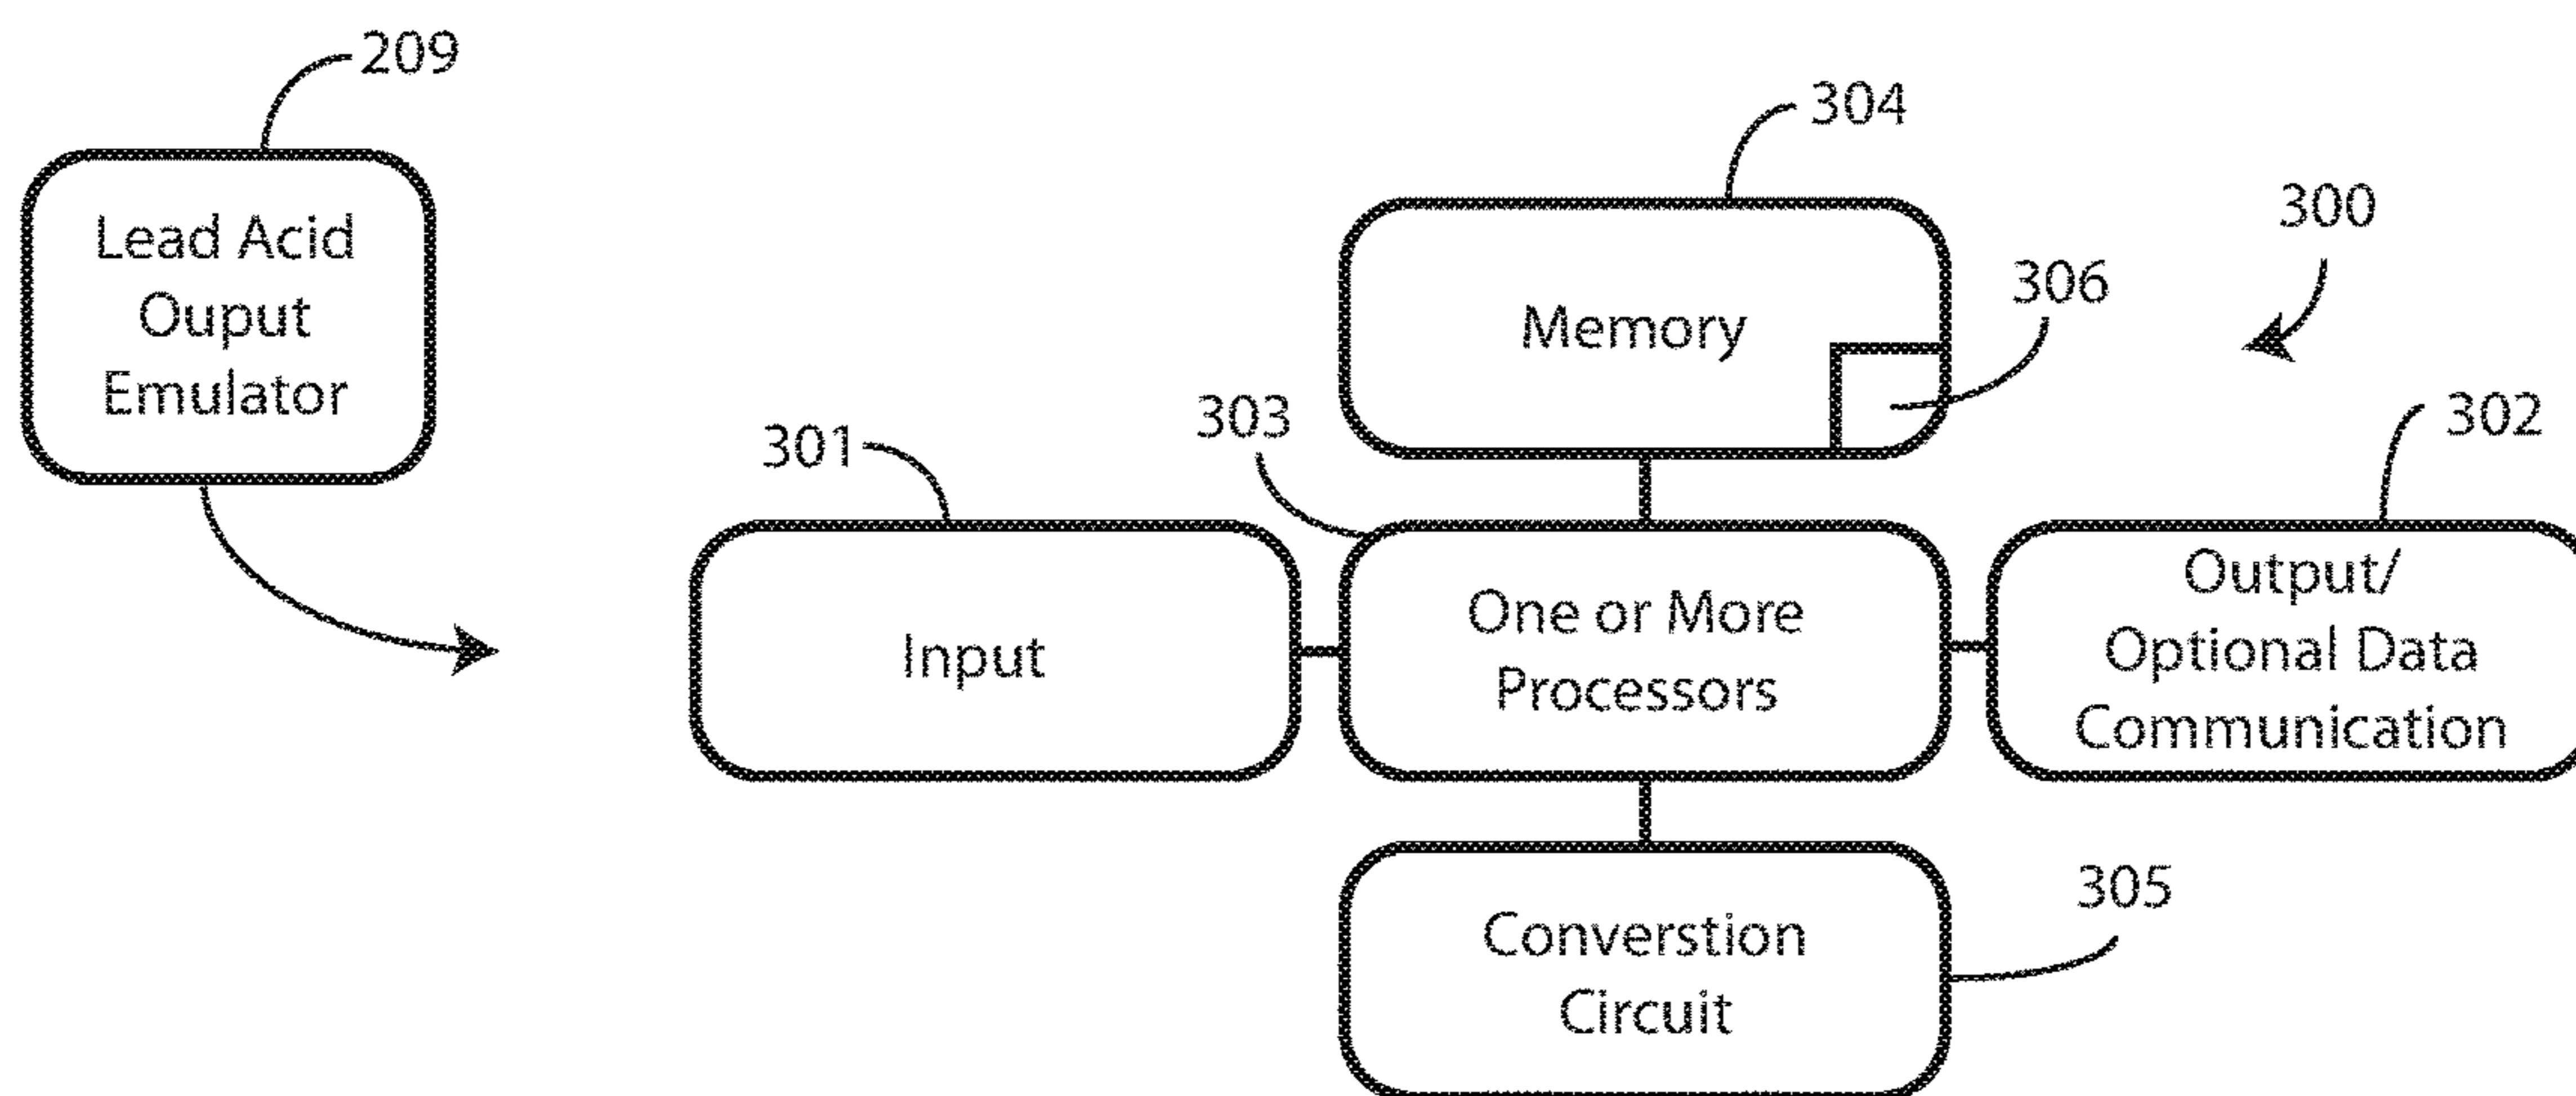 209
Lead Acid
Ouput
Emulator
304
Memory
300
306
301
303
302
Input
One or More
Processors
Output/
Optional Data
Communication
Converstion
Circuit
305